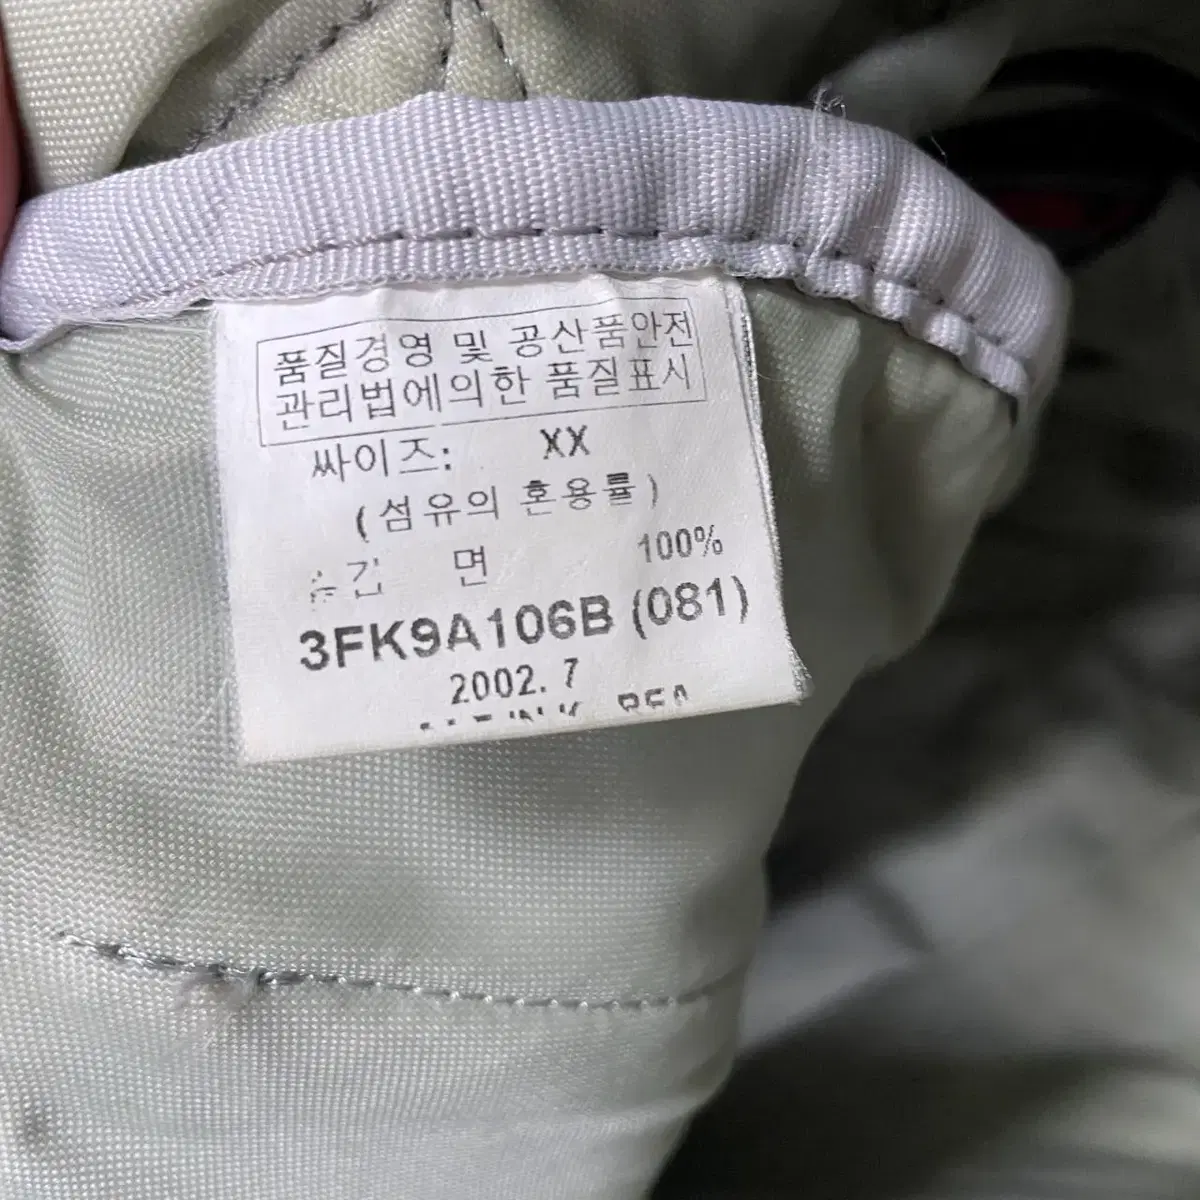 품질경영 및 공산품안전
관리법에의한 품질표시
싸이즈: XX
(섬유의 혼용률)
면 100%
3FK9A106B (081)
2002. 7